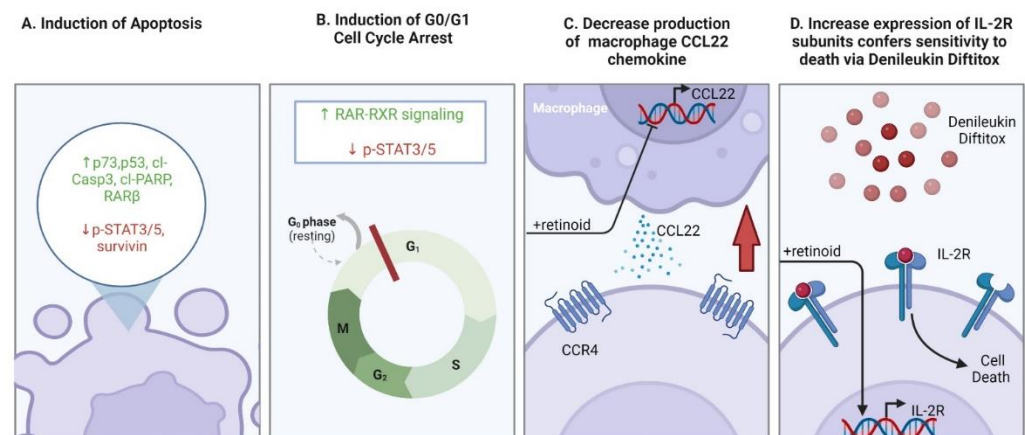 A. Induction of Apoptosis
↑p73,p53, cl-
Casp3, cl-PARP,
RARβ
↓p-STAT3/5,
survivin
B. Induction of G0/G1
Cell Cycle Arrest
↑ RAR-RXR signaling
↓ p-STAT3/5
G₀ phase
(resting)
G₁
S
G₂
M
C. Decrease production
of macrophage CCL22
chemokine
Macrophage
CCL22
+retinoid
CCL22
CCR4
D. Increase expression of IL-2R
subunits confers sensitivity to
death via Denileukin Diftitox
Denileukin
Diftitox
+retinoid
IL-2R
Cell
Death
IL-2R